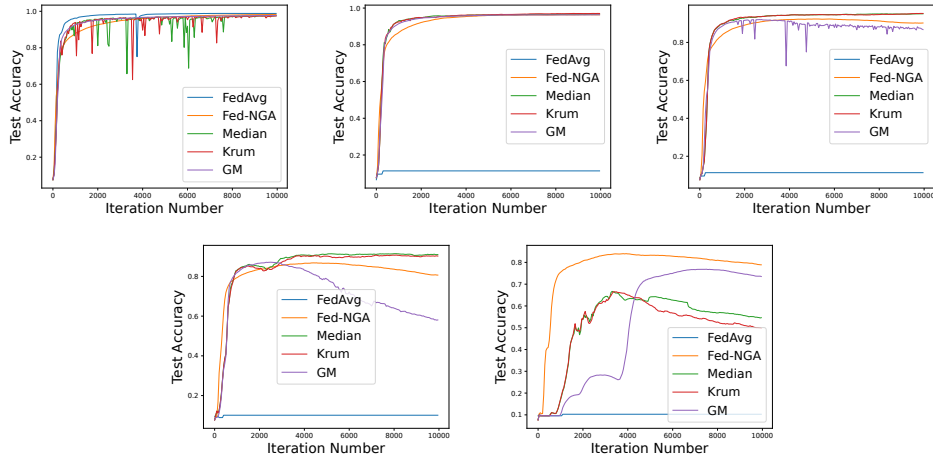 Test Accuracy
1.0
0.8
0.6
0.4
0.2
0 2000 4000 6000 8000 10000
Iteration Number
FedAvg
Fed-NGA
Median
Krum
GM
Test Accuracy
1.0
0.8
0.6
0.4
0.2
0 2000 4000 6000 8000 10000
Iteration Number
FedAvg
Fed-NGA
Median
Krum
GM
Test Accuracy
1.0
0.8
0.6
0.4
0.2
0 2000 4000 6000 8000 10000
Iteration Number
FedAvg
Fed-NGA
Median
Krum
GM
Test Accuracy
0.8
0.6
0.4
0.2
0 2000 4000 6000 8000 10000
Iteration Number
FedAvg
Fed-NGA
Median
Krum
GM
Test Accuracy
0.8
0.7
0.6
0.5
0.4
0.3
0.2
0.1
0 2000 4000 6000 8000 10000
Iteration Number
FedAvg
Fed-NGA
Median
Krum
GM